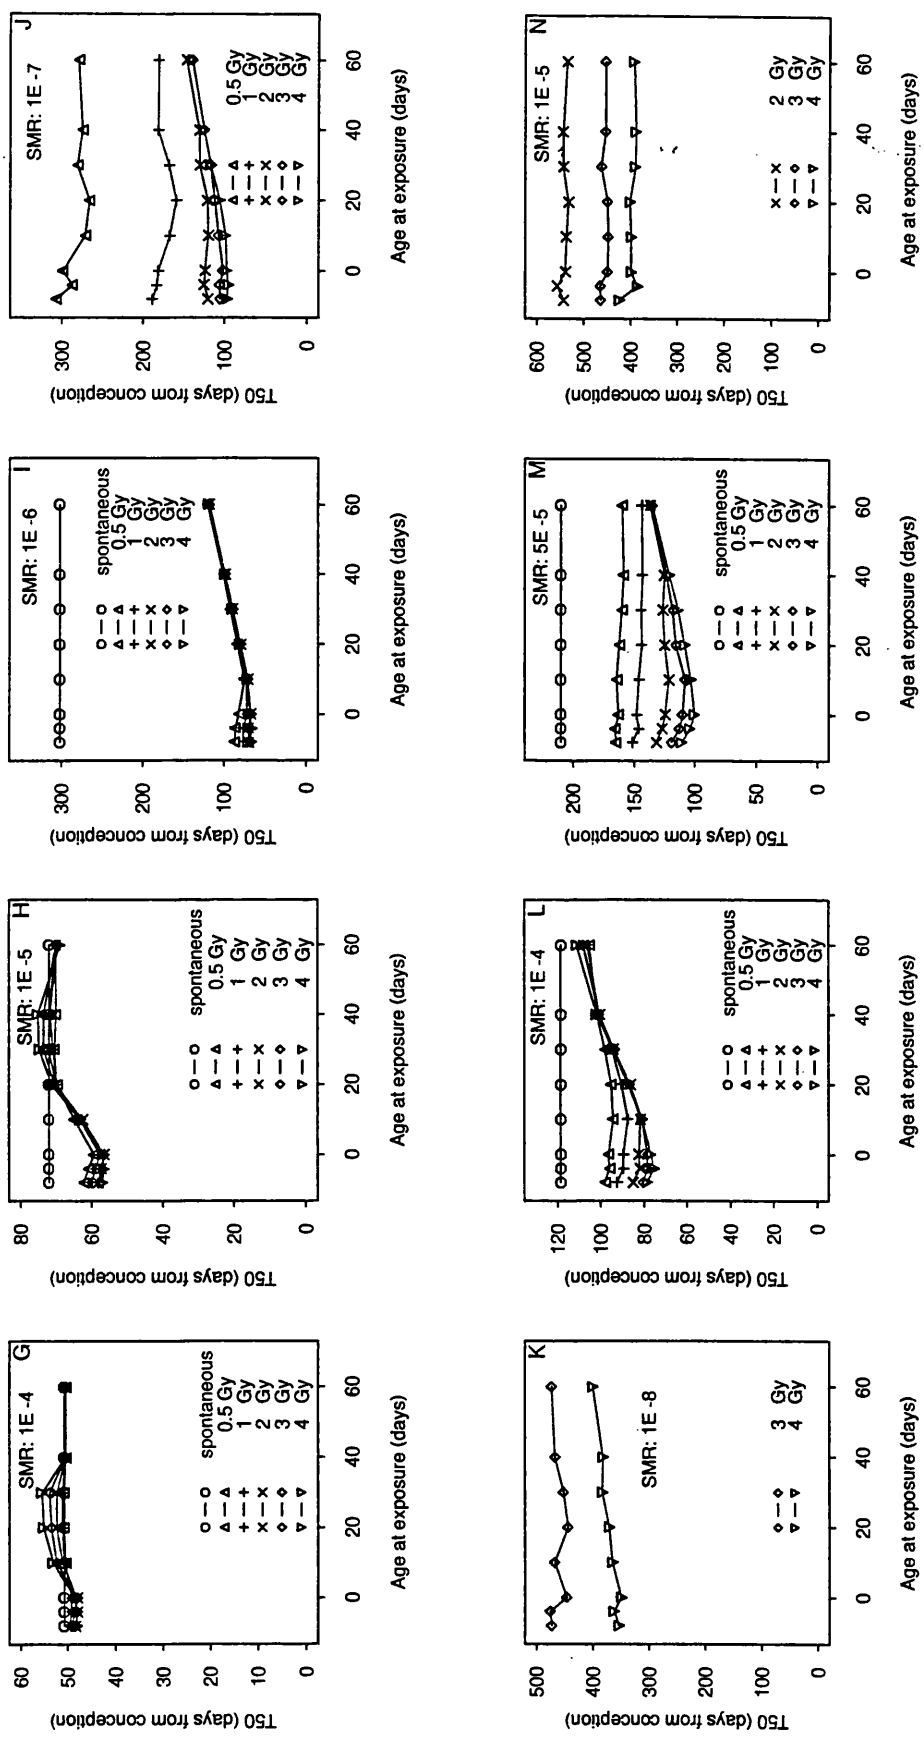 G
SMR: 1E -4
T50 (days from conception)
60
50
40
30
20
10
0
spontaneous
0.5 Gy
1 Gy
2 Gy
3 Gy
4 Gy
0 20 40 60
Age at exposure (days)
H
SMR: 1E -5
T50 (days from conception)
80
60
40
20
0
spontaneous
0.5 Gy
1 Gy
2 Gy
3 Gy
4 Gy
0 20 40 60
Age at exposure (days)
I
SMR: 1E -6
T50 (days from conception)
300
200
100
0
spontaneous
0.5 Gy
1 Gy
2 Gy
3 Gy
4 Gy
0 20 40 60
Age at exposure (days)
J
SMR: 1E -7
T50 (days from conception)
300
200
100
0
0.5 Gy
1 Gy
2 Gy
3 Gy
4 Gy
0 20 40 60
Age at exposure (days)
K
SMR: 1E -8
T50 (days from conception)
500
400
300
200
100
0
3 Gy
4 Gy
0 20 40 60
Age at exposure (days)
L
SMR: 1E -4
T50 (days from conception)
120
100
80
60
40
20
0
spontaneous
0.5 Gy
1 Gy
2 Gy
3 Gy
4 Gy
0 20 40 60
Age at exposure (days)
M
SMR: 5E -5
T50 (days from conception)
200
150
100
50
0
spontaneous
0.5 Gy
1 Gy
2 Gy
3 Gy
4 Gy
0 20 40 60
Age at exposure (days)
N
SMR: 1E -5
T50 (days from conception)
600
500
400
300
200
100
0
2 Gy
3 Gy
4 Gy
0 20 40 60
Age at exposure (days)